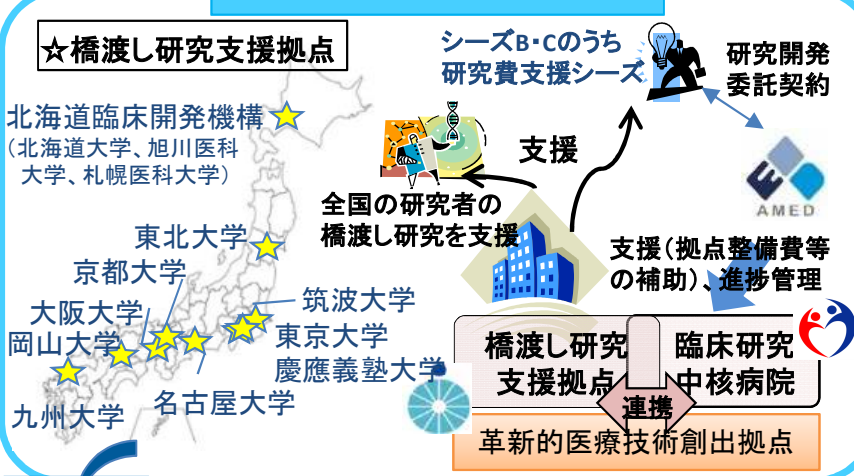 ☆橋渡し研究支援拠点
北海道臨床開発機構
(北海道大学、旭川医科
大学、札幌医科大学)
東北大学
京都大学
大阪大学
岡山大学
九州大学
名古屋大学
筑波大学
東京大学
慶應義塾大学
シーズB・Cのうち
研究費支援シーズ
研究開発
委託契約
支援
全国の研究者の
橋渡し研究を支援
AMED
支援(拠点整備費等
の補助)、進捗管理
橋渡し研究
支援拠点
臨床研究
中核病院
連携
革新的医療技術創出拠点